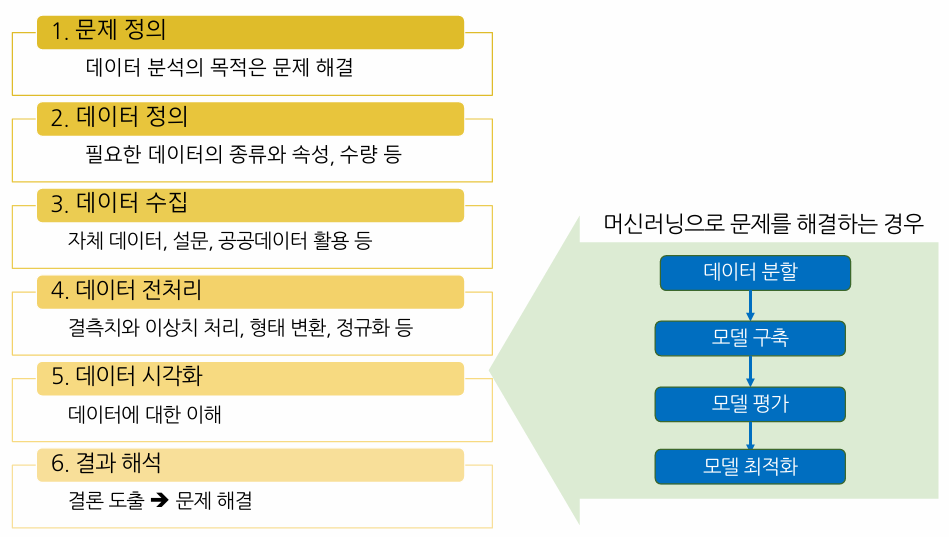 1. 문제 정의
데이터 분석의 목적은 문제 해결
2. 데이터 정의
필요한 데이터의 종류와 속성, 수량 등
3. 데이터 수집
자체 데이터, 설문, 공공데이터 활용 등
4. 데이터 전처리
결측치와 이상치 처리, 형태 변환, 정규화 등
5. 데이터 시각화
데이터에 대한 이해
6. 결과 해석
결론 도출 ➔ 문제 해결
머신러닝으로 문제를 해결하는 경우
데이터 분할
모델 구축
모델 평가
모델 최적화